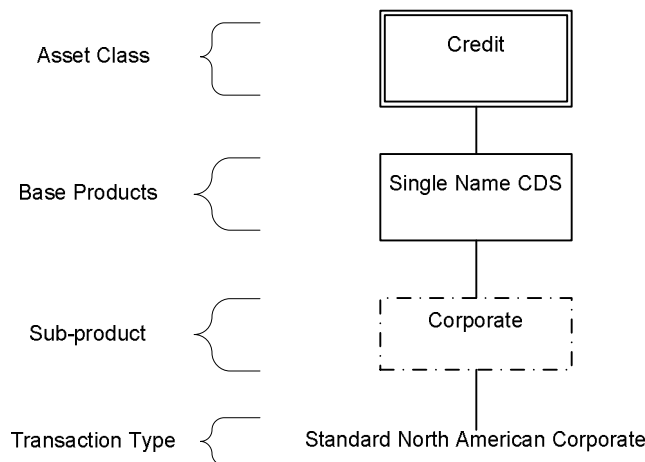 Asset Class
Credit
Base Products
Single Name CDS
Sub-product
Corporate
Transaction Type
Standard North American Corporate